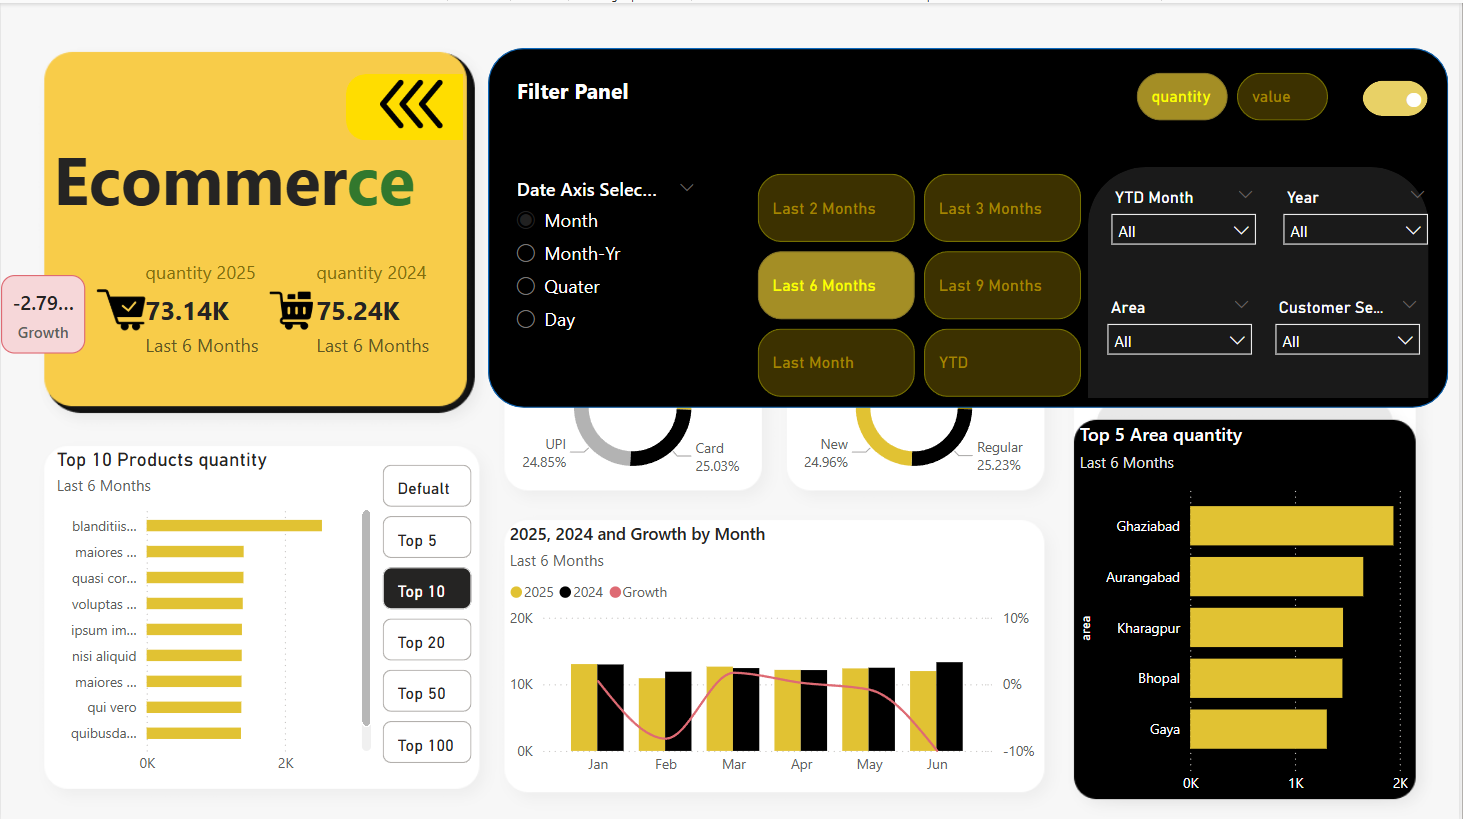 Ecommerce
quantity 2025
73.14K
Last 6 Months
quantity 2024
75.24K
Last 6 Months
-2.79...
Growth
Filter Panel
quantity
value
Date Axis Selec...
Month
Month-Yr
Quater
Day
Last 2 Months
Last 3 Months
Last 6 Months
Last 9 Months
Last Month
YTD
YTD Month
All
Year
All
Area
All
Customer Se...
All
UPI
24.85%
Card
25.03%
New
24.96%
Regular
25.23%
Top 10 Products quantity
Last 6 Months
blanditiis...
maiores ...
quasi cor...
voluptas ...
ipsum im...
nisi aliquid
maiores ...
qui vero
quibusda...
0K
2K
Defualt
Top 5
Top 10
Top 20
Top 50
Top 100
2025, 2024 and Growth by Month
Last 6 Months
2025 2024 Growth
20K
10K
0K
10%
0%
-10%
Jan Feb Mar Apr May Jun
Top 5 Area quantity
Last 6 Months
area
Ghaziabad
Aurangabad
Kharagpur
Bhopal
Gaya
0K 1K 2K